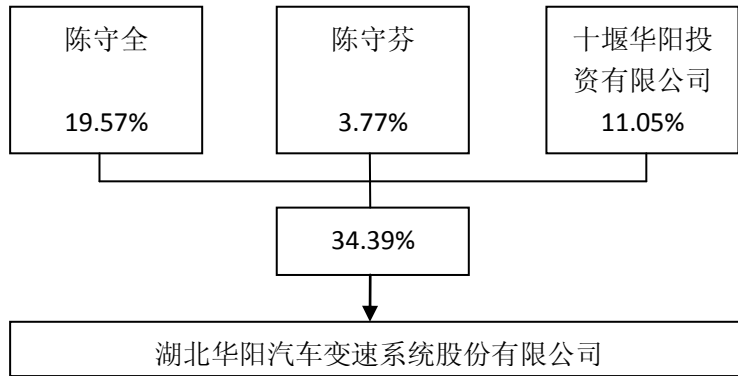 陈守全
19.57%
陈守芬
3.77%
十堰华阳投
资有限公司
11.05%
34.39%
湖北华阳汽车变速系统股份有限公司